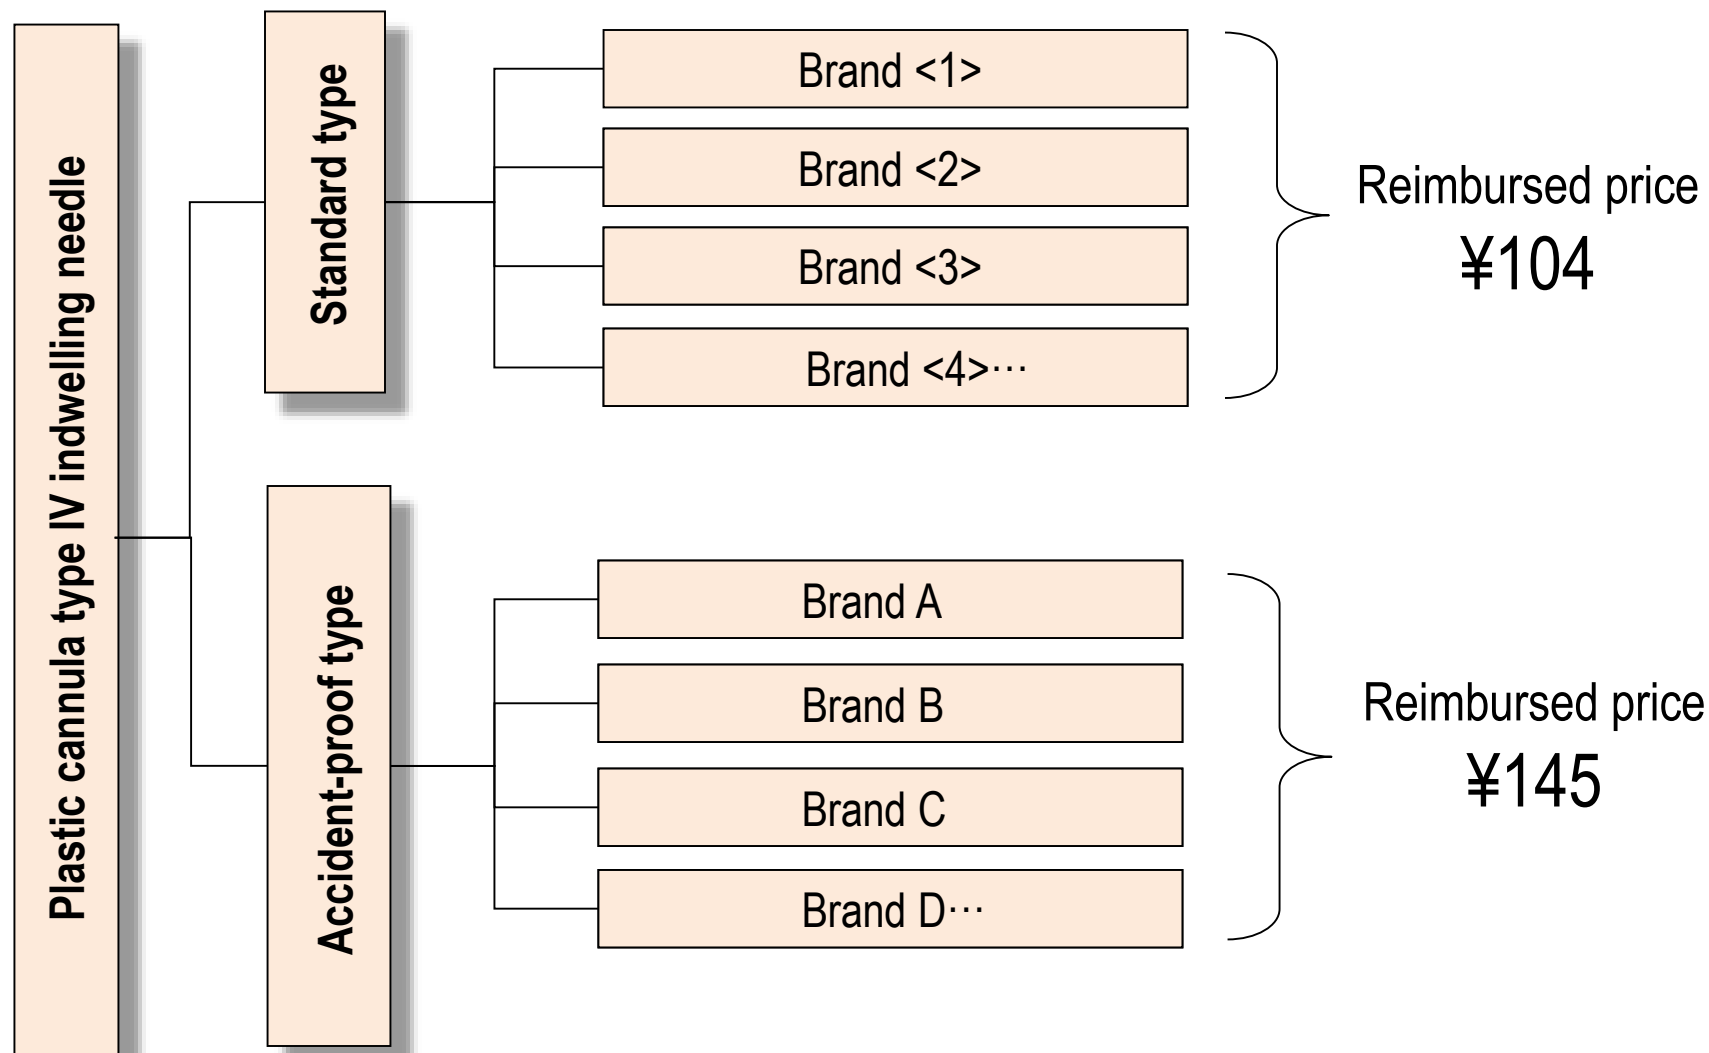 Plastic cannula type IV indwelling needle
Standard type
Brand <1>
Brand <2>
Brand <3>
Brand <4>···
Reimbursed price
¥104
Accident-proof type
Brand A
Brand B
Brand C
Brand D···
Reimbursed price
¥145